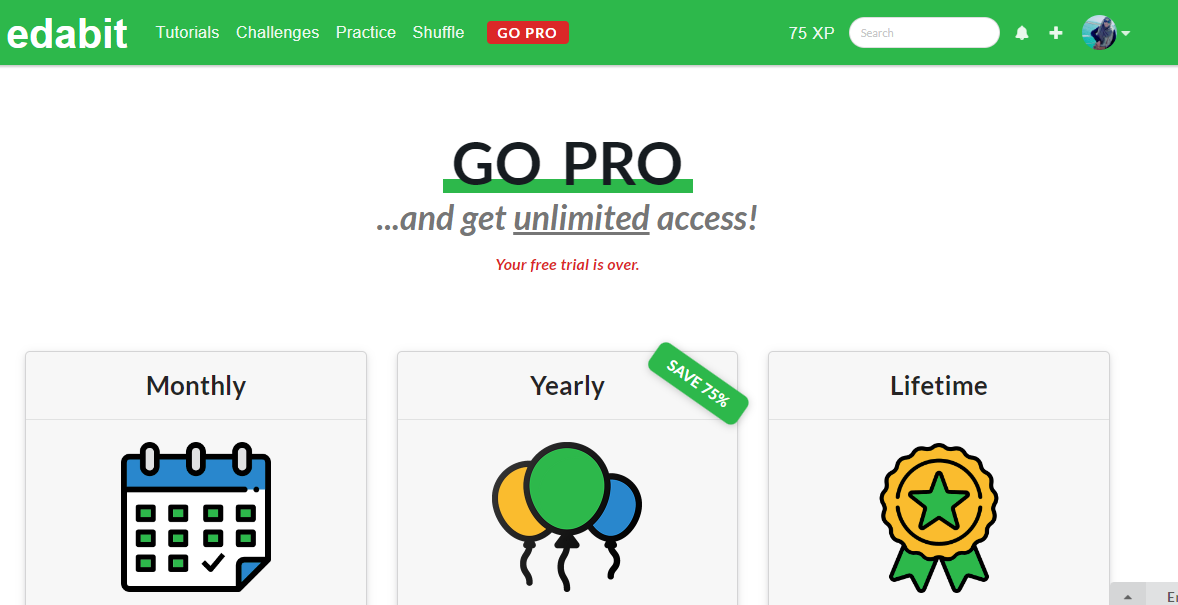 edabit Tutorials Challenges Practice Shuffle GO PRO 75 XP Search
GO PRO
...and get unlimited access!
Your free trial is over.
Monthly
Yearly
SAVE 75%
Lifetime